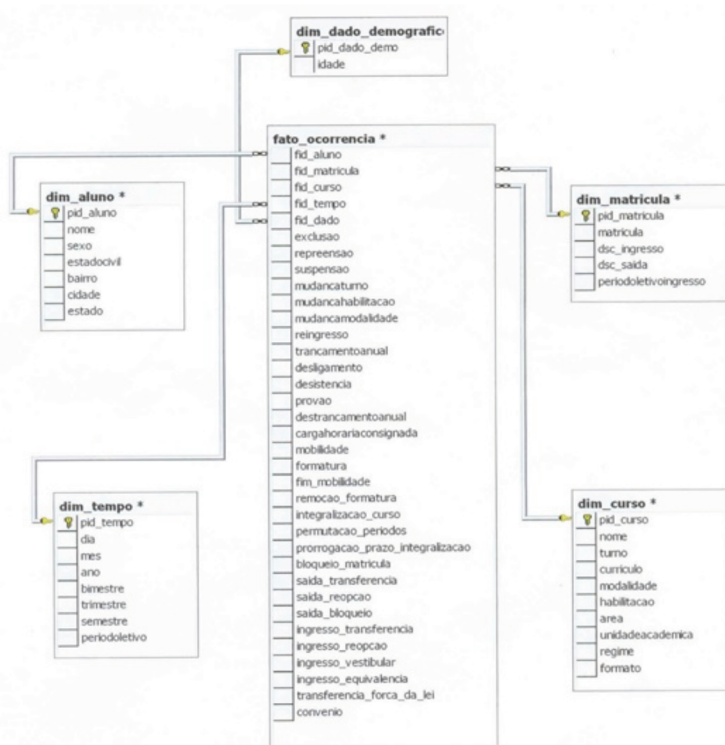 dim_dado_demografico
pid_dado_demo
idade
fato_ocorrencia *
fid_aluno
fid_matricula
fid_curso
fid_tempo
fid_dado
exclusao
repreensao
suspensao
mudancaturno
mudancahabilitacao
mudancamodalidade
reingresso
trancamentoanual
desligamento
desistencia
provao
destrancamentoanual
cargahorariaconsignada
mobilidade
formatura
fim_mobilidade
remocao_formatura
integralizacao_curso
permutacao_periodos
prorrogacao_prazo_integralizacao
bloqueio_matricula
saida_transferência
saida_reopcao
saida_bloqueio
ingresso_transferência
ingresso_reopcao
ingresso_vestibular
ingresso_equivalencia
transferencia_forca_da_lei
convenio
dim_aluno *
pid_aluno
nome
sexo
estadocivil
bairro
cidade
estado
dim_matricula *
pid_matricula
matricula
dsc_ingresso
dsc_saida
periodoletivoingresso
dim_tempo *
pid_tempo
dia
mes
ano
bimestre
trimestre
semestre
periodoletivo
dim_curso *
pid_curso
nome
turno
curriculo
modalidade
habilitacao
area
unidadeacademica
regime
formato